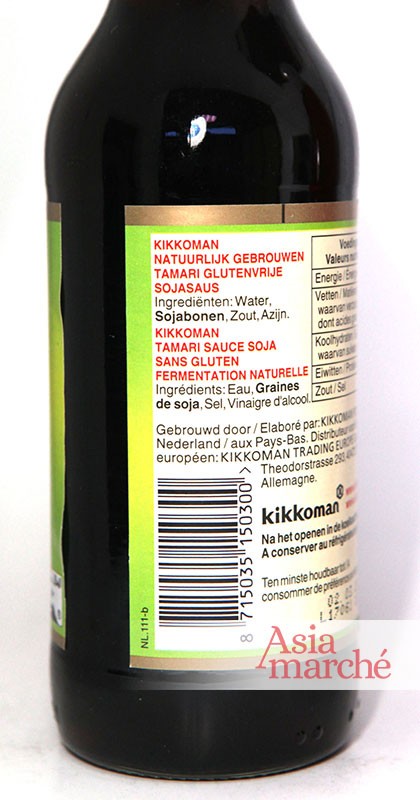 KIKKOMAN
NATUURLIJK GEBROUWEN
TAMARI GLUTENVRIJE
SOJASAUS
Ingrediënten: Water,
Sojabonen, Zout, Azijn.
KIKKOMAN
TAMARI SAUCE SOJA
SANS GLUTEN
FERMENTATION NATURELLE
Ingrédients: Eau, Graines
de soja, Sel, Vinaigre d'alcool.
Valeurs
Energie /
Vetten /
waarvan
dont acides
Koolhydraten
waarvan
Eiwitten /
Zout / Sel
Gebrouwd door / Elaboré par: KIKKOMAN
Nederland / aux Pays-Bas. Distributeur
européen: KIKKOMAN TRADING EUROPE
Theodorstrasse 293,
Allemagne.
kikkoman®
Na het openen in de
A conserver au
Ten minste houdbaar tot
consommer de
8 715035 150300 >
NL.111-b
Asia
marché